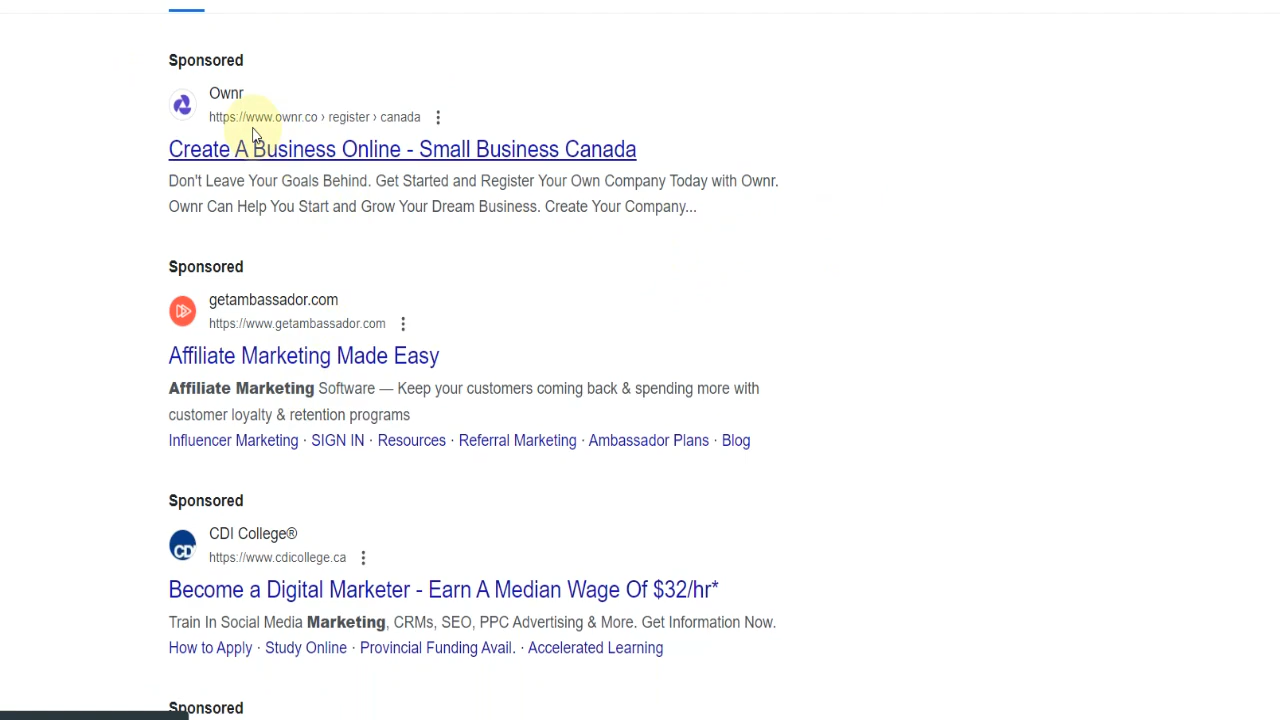 Sponsored
Ownr
https://www.ownr.co › register › canada
Create A Business Online - Small Business Canada
Don't Leave Your Goals Behind. Get Started and Register Your Own Company Today with Ownr.
Ownr Can Help You Start and Grow Your Dream Business. Create Your Company...
Sponsored
getambassador.com
https://www.getambassador.com
Affiliate Marketing Made Easy
Affiliate Marketing Software — Keep your customers coming back & spending more with
customer loyalty & retention programs
Influencer Marketing · SIGN IN · Resources · Referral Marketing · Ambassador Plans · Blog
Sponsored
CDI College®
https://www.cdicollege.ca
Become a Digital Marketer - Earn A Median Wage Of $32/hr*
Train In Social Media Marketing, CRMs, SEO, PPC Advertising & More. Get Information Now.
How to Apply · Study Online · Provincial Funding Avail. · Accelerated Learning
Sponsored